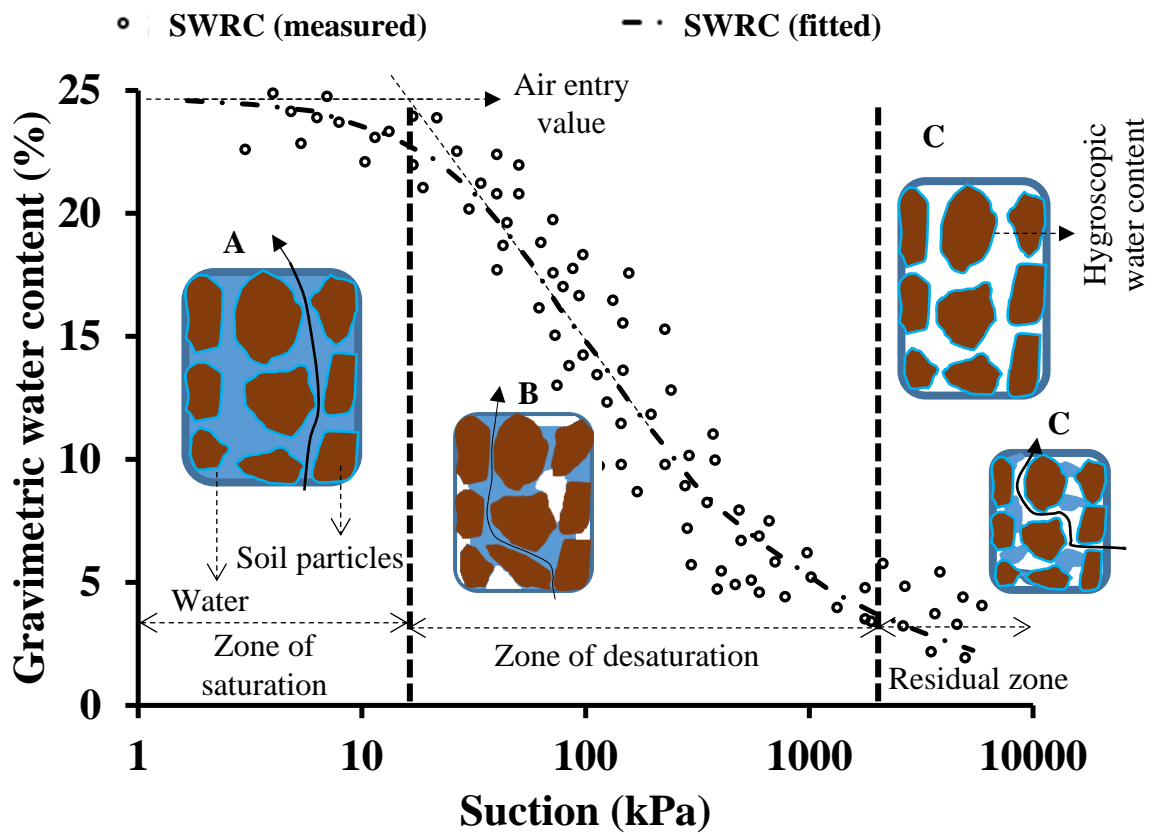 SWRC (measured)
SWRC (fitted)
Gravimetric water content (%)
25
20
15
10
5
0
Air entry
value
A
B
C
C
Hygroscopic
water content
Soil particles
Water
Zone of
saturation
Zone of desaturation
Residual zone
1
10
100
1000
10000
Suction (kPa)